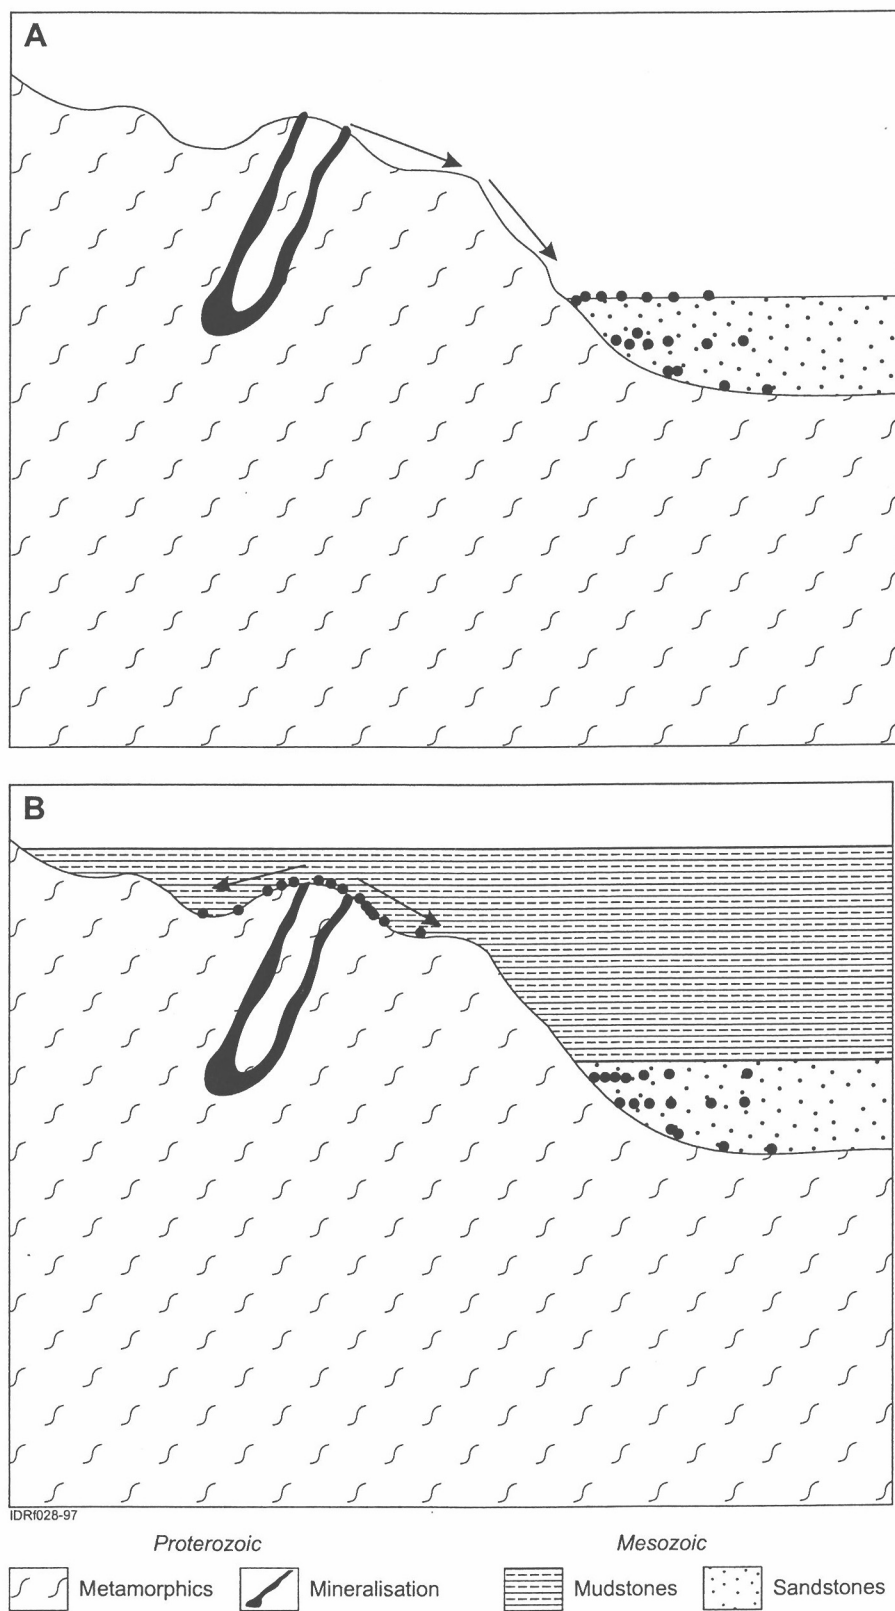 A
B
IDRf028-97
Proterozoic Mesozoic
Metamorphics Mineralisation Mudstones Sandstones